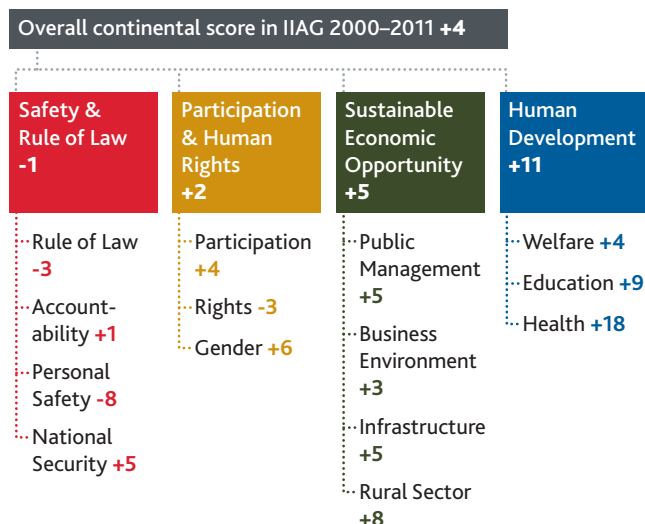 Overall continental score in IIAG 2000–2011 +4
Safety &
Rule of Law
-1
Rule of Law
-3
Account-
ability +1
Personal
Safety -8
National
Security +5
Participation
& Human
Rights
+2
Participation
+4
Rights -3
Gender +6
Sustainable
Economic
Opportunity
+5
Public
Management
+5
Business
Environment
+3
Infrastructure
+5
Rural Sector
+8
Human
Development
+11
Welfare +4
Education +9
Health +18